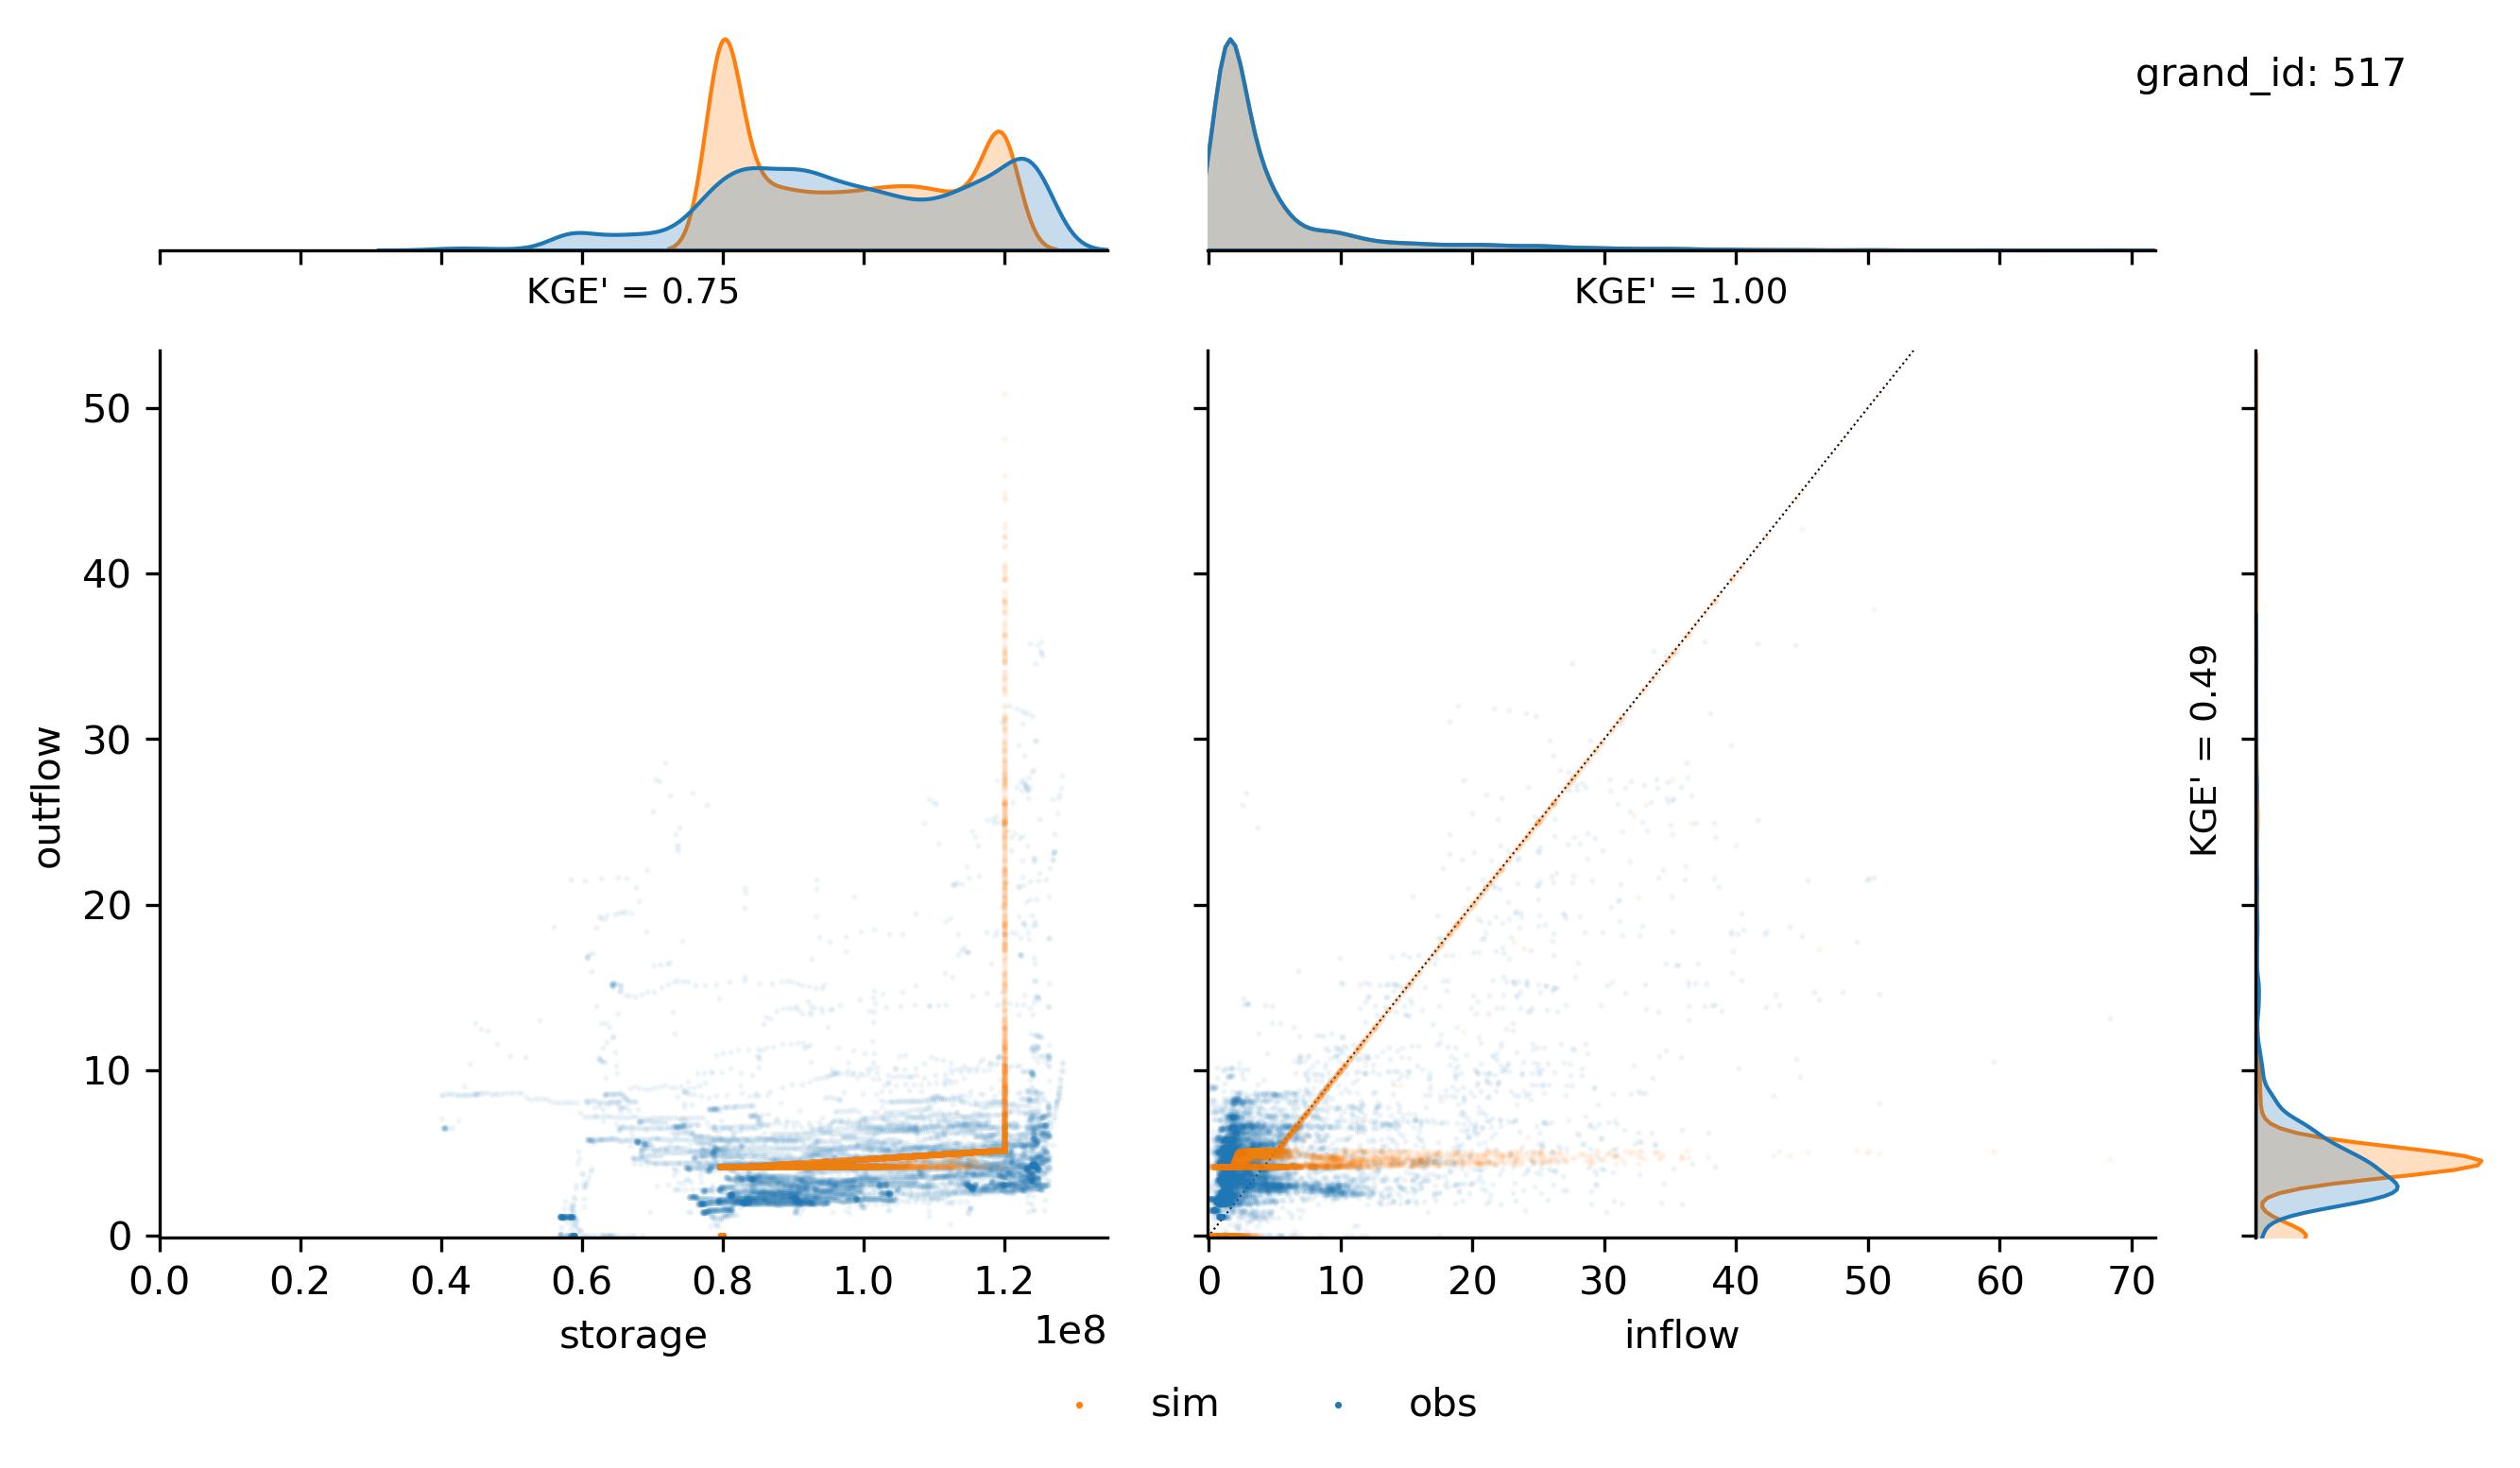 grand_id: 517
KGE' = 0.75
KGE' = 1.00
50
40
30
20
10
0
outflow
KGE' = 0.49
0.0 0.2 0.4 0.6 0.8 1.0 1.2
0 10 20 30 40 50 60 70
storage
1e8
inflow
sim obs